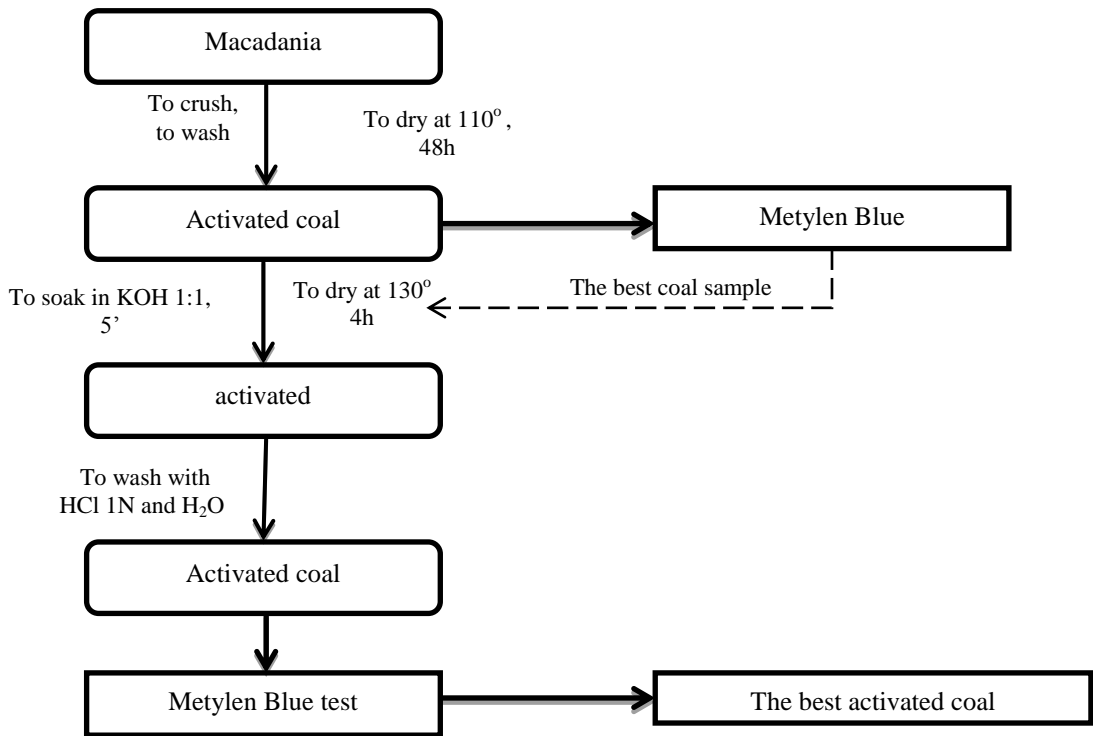 Macadania
To crush,
to wash
To dry at 110°,
48h
Activated coal
Metylen Blue
To soak in KOH 1:1,
5’
To dry at 130°
4h
The best coal sample
activated
To wash with
HCl 1N and H₂O
Activated coal
Metylen Blue test
The best activated coal